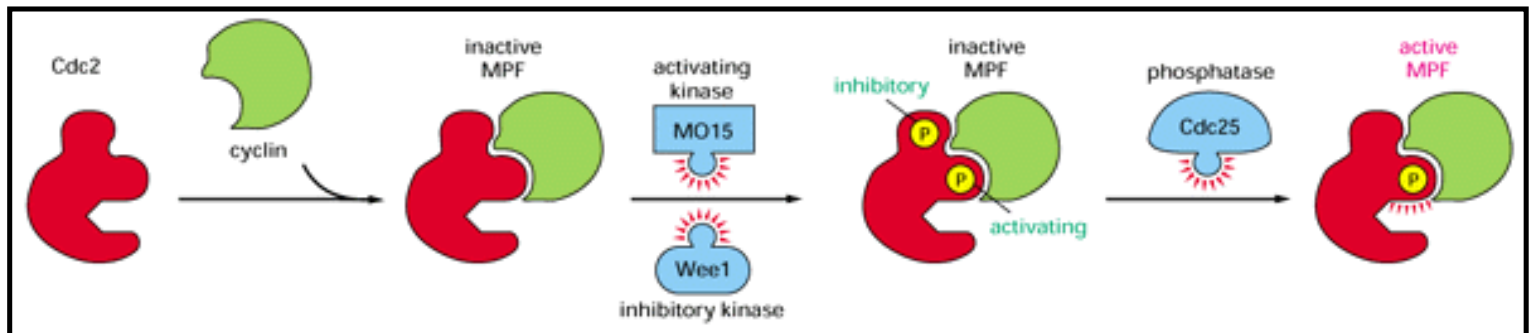 Cdc2
cyclin
inactive
MPF
activating
kinase
MO15
Wee1
inhibitory kinase
inactive
MPF
inhibitory
P
P
activating
phosphatase
Cdc25
active
MPF
P